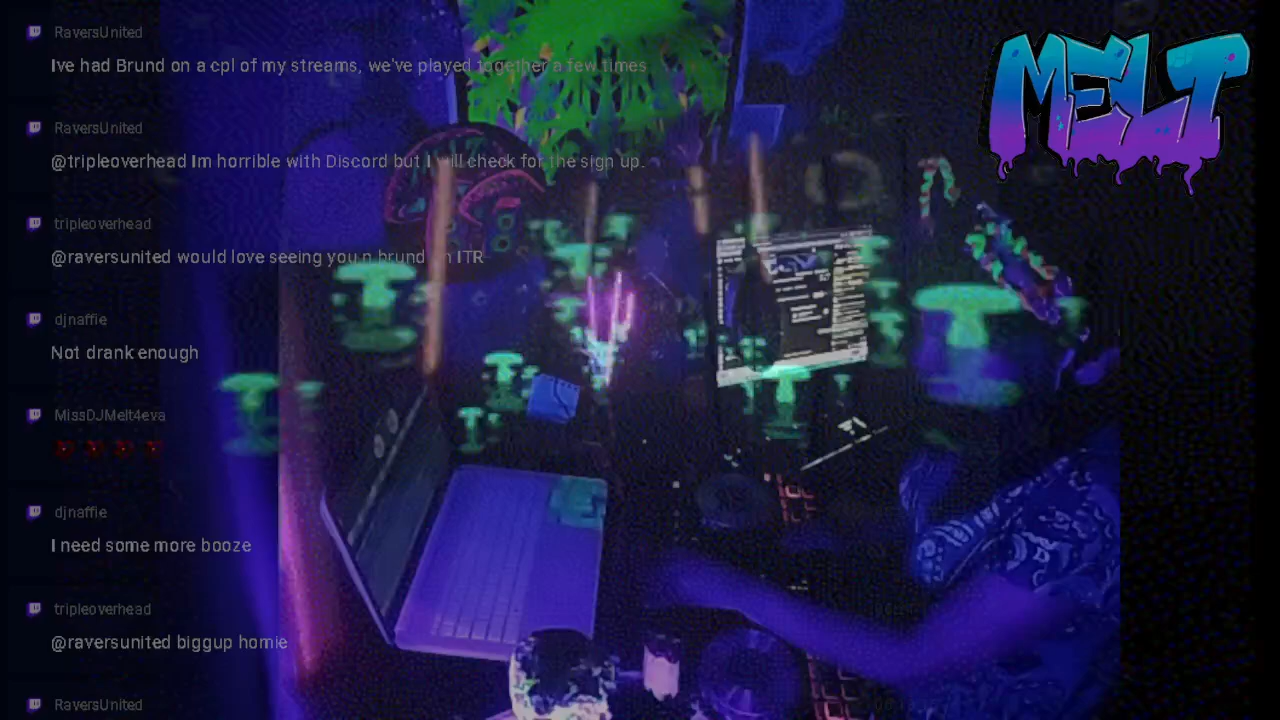 RaversUnited
Ive had Brund on a cpl of my streams, we've played together a few times
RaversUnited
@tripleoverhead Im horrible with Discord but I will check for the sign up.
tripleoverhead
@raversunited would love seeing you n brund on ITR
djnaffie
Not drank enough
MissDJMelt4eva
djnaffie
I need some more booze
tripleoverhead
@raversunited biggup homie
RaversUnited
MELT